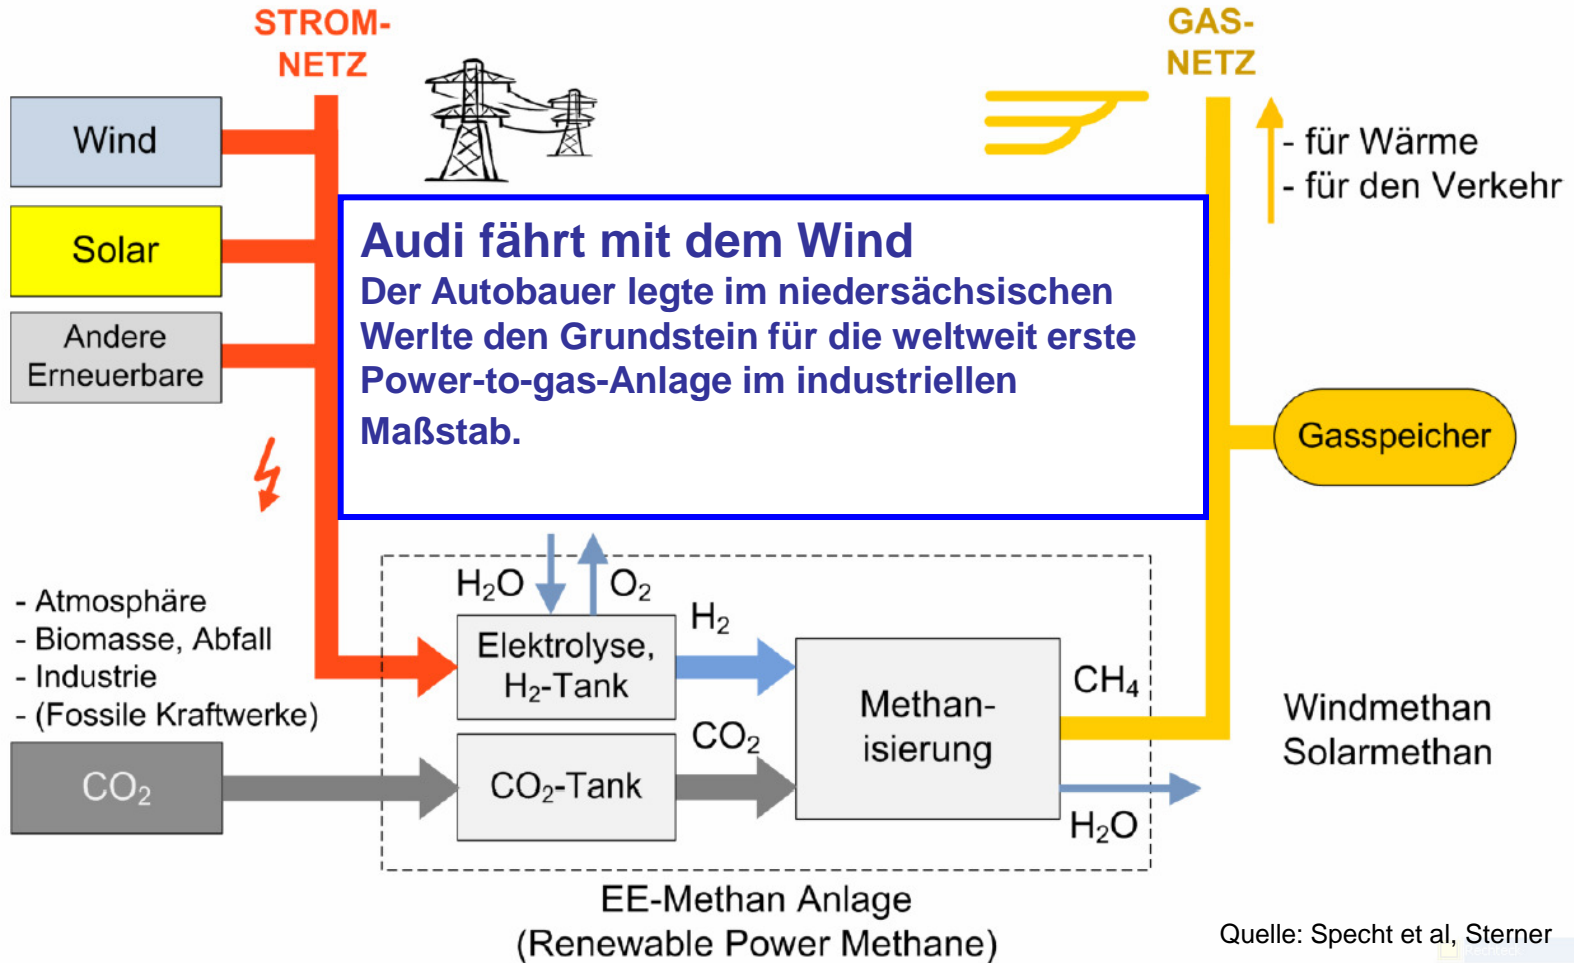 STROM-
NETZ
GAS-
NETZ
Wind
Solar
Andere
Erneuerbare
- für Wärme
- für den Verkehr
Audi fährt mit dem Wind
Der Autobauer legte im niedersächsischen
Werlte den Grundstein für die weltweit erste
Power-to-gas-Anlage im industriellen
Maßstab.
Gasspeicher
- Atmosphäre
- Biomasse, Abfall
- Industrie
- (Fossile Kraftwerke)
CO₂
H₂O
O₂
Elektrolyse,
H₂-Tank
H₂
CO₂-Tank
CO₂
Methan-
isierung
CH₄
H₂O
Windmethan
Solarmethan
EE-Methan Anlage
(Renewable Power Methane)
Quelle: Specht et al, Sterner